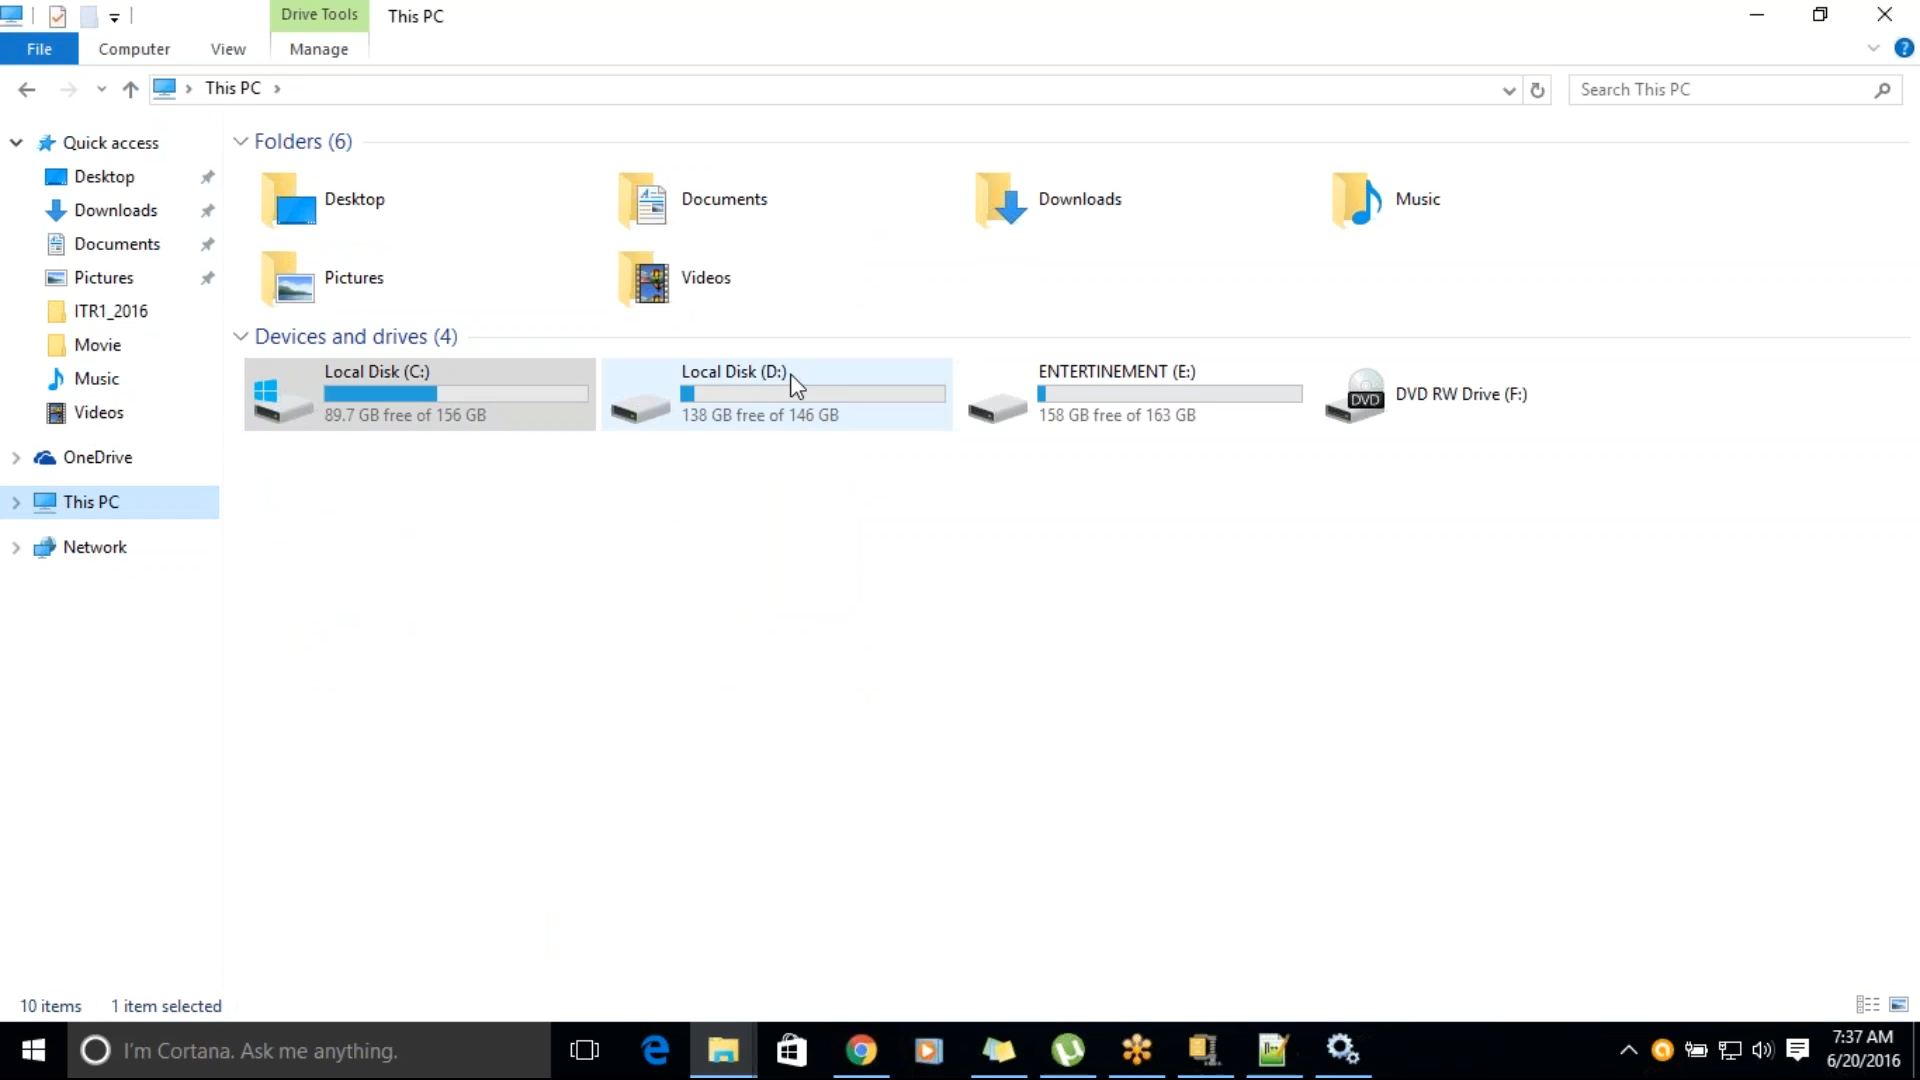 Drive Tools
This PC
File
Computer
View
Manage
This PC
Search This PC
Quick access
Desktop
Downloads
Documents
Pictures
ITR1_2016
Movie
Music
Videos
OneDrive
This PC
Network
Folders (6)
Desktop
Documents
Downloads
Music
Pictures
Videos
Devices and drives (4)
Local Disk (C:)
89.7 GB free of 156 GB
Local Disk (D:)
138 GB free of 146 GB
ENTERTINEMENT (E:)
158 GB free of 163 GB
DVD
DVD RW Drive (F:)
10 items
1 item selected
I'm Cortana. Ask me anything.
7:37 AM
6/20/2016